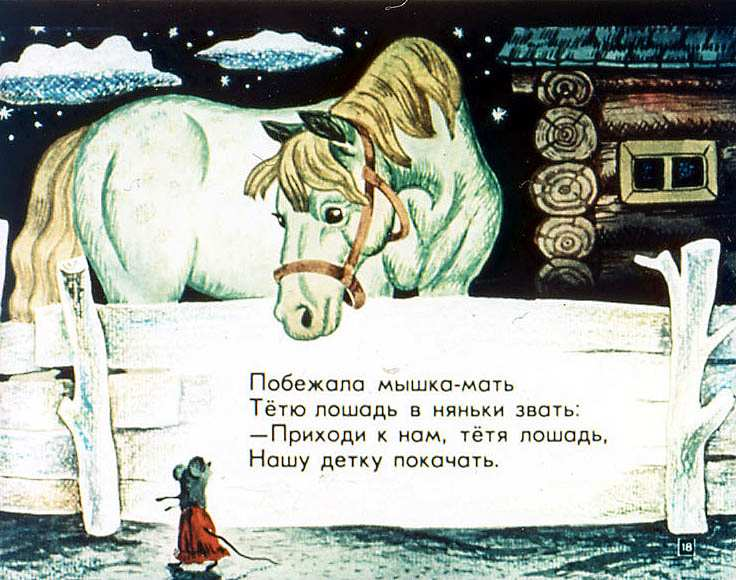 Побежала мышка-мать
Тётю лошадь в няньки звать:
—Приходи к нам, тётя лошадь,
Нашу детку покачать.
18